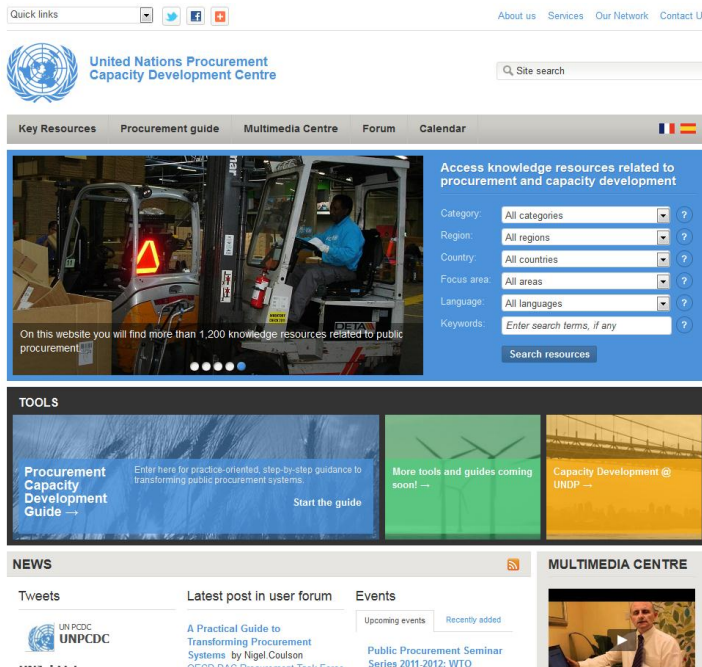 Quick links
About us Services Our Network Contact U
United Nations Procurement
Capacity Development Centre
Site search
Key Resources Procurement guide Multimedia Centre Forum Calendar
Access knowledge resources related to
procurement and capacity development
Category: All categories ?
Region: All regions ?
Country: All countries ?
Focus area: All areas ?
Language: All languages ?
Keywords: Enter search terms, if any ?
Search resources
On this website you will find more than 1,200 knowledge resources related to public
procurement.
TOOLS
Procurement
Capacity
Development
Guide →
Enter here for practice-oriented, step-by-step guidance to
transforming public procurement systems.
Start the guide
More tools and guides coming
soon! →
Capacity Development @
UNDP →
NEWS
MULTIMEDIA CENTRE
Tweets
UN PCDC
UNPCDC
Latest post in user forum
A Practical Guide to
Transforming Procurement
Systems by Nigel.Coulson
OECD DAC Procurement Task Force
Events
Upcoming events Recently added
Public Procurement Seminar
Series 2011-2012: WTO